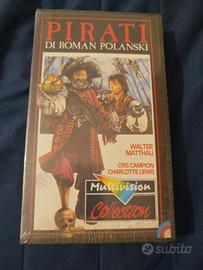 PIRATI
DI ROMAN POLANSKI
WALTER
MATTHAU
CRIS CAMPION
CHARLOTTE LEWIS
Multivision
Collection
subito